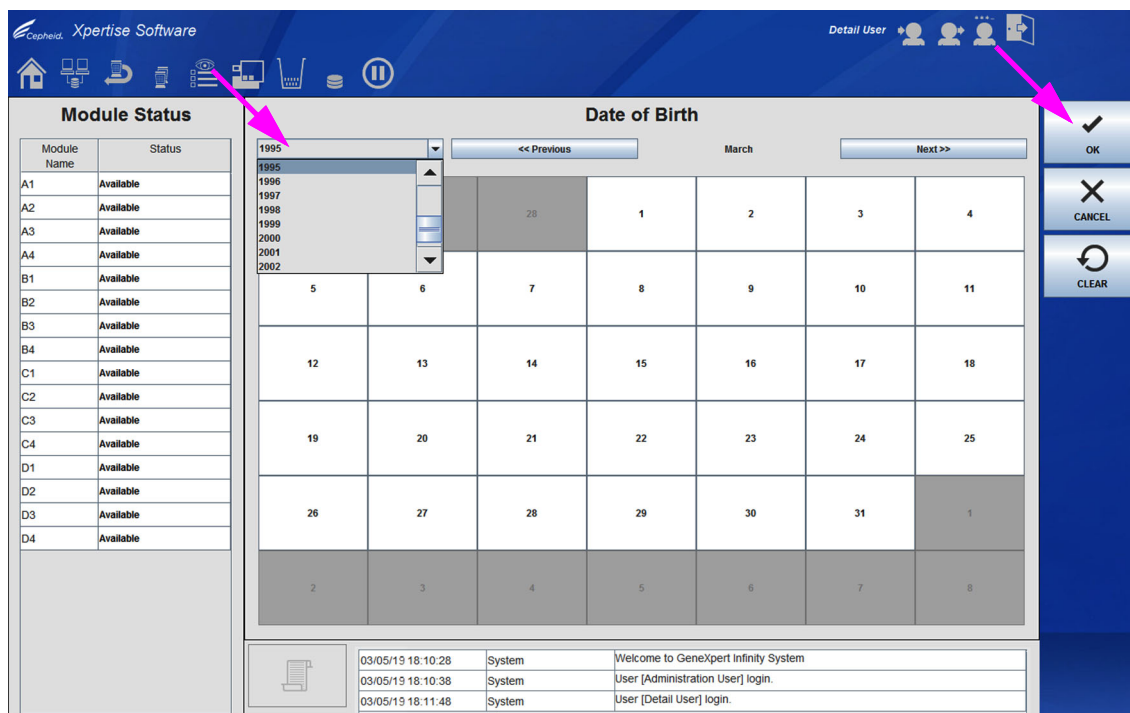 Cepheid. Xpertise Software
Detail User
Module Status
Date of Birth
Module Name
Status
A1 Available
A2 Available
A3 Available
A4 Available
B1 Available
B2 Available
B3 Available
B4 Available
C1 Available
C2 Available
C3 Available
C4 Available
D1 Available
D2 Available
D3 Available
D4 Available
1995
<< Previous
March
Next >>
1995
1996
1997
1998
1999
2000
2001
2002
28 1 2 3 4
5 6 7 8 9 10 11
12 13 14 15 16 17 18
19 20 21 22 23 24 25
26 27 28 29 30 31 1
2 3 4 5 6 7 8
OK
CANCEL
CLEAR
03/05/19 18:10:28 System Welcome to GeneXpert Infinity System
03/05/19 18:10:38 System User [Administration User] login.
03/05/19 18:11:48 System User [Detail User] login.